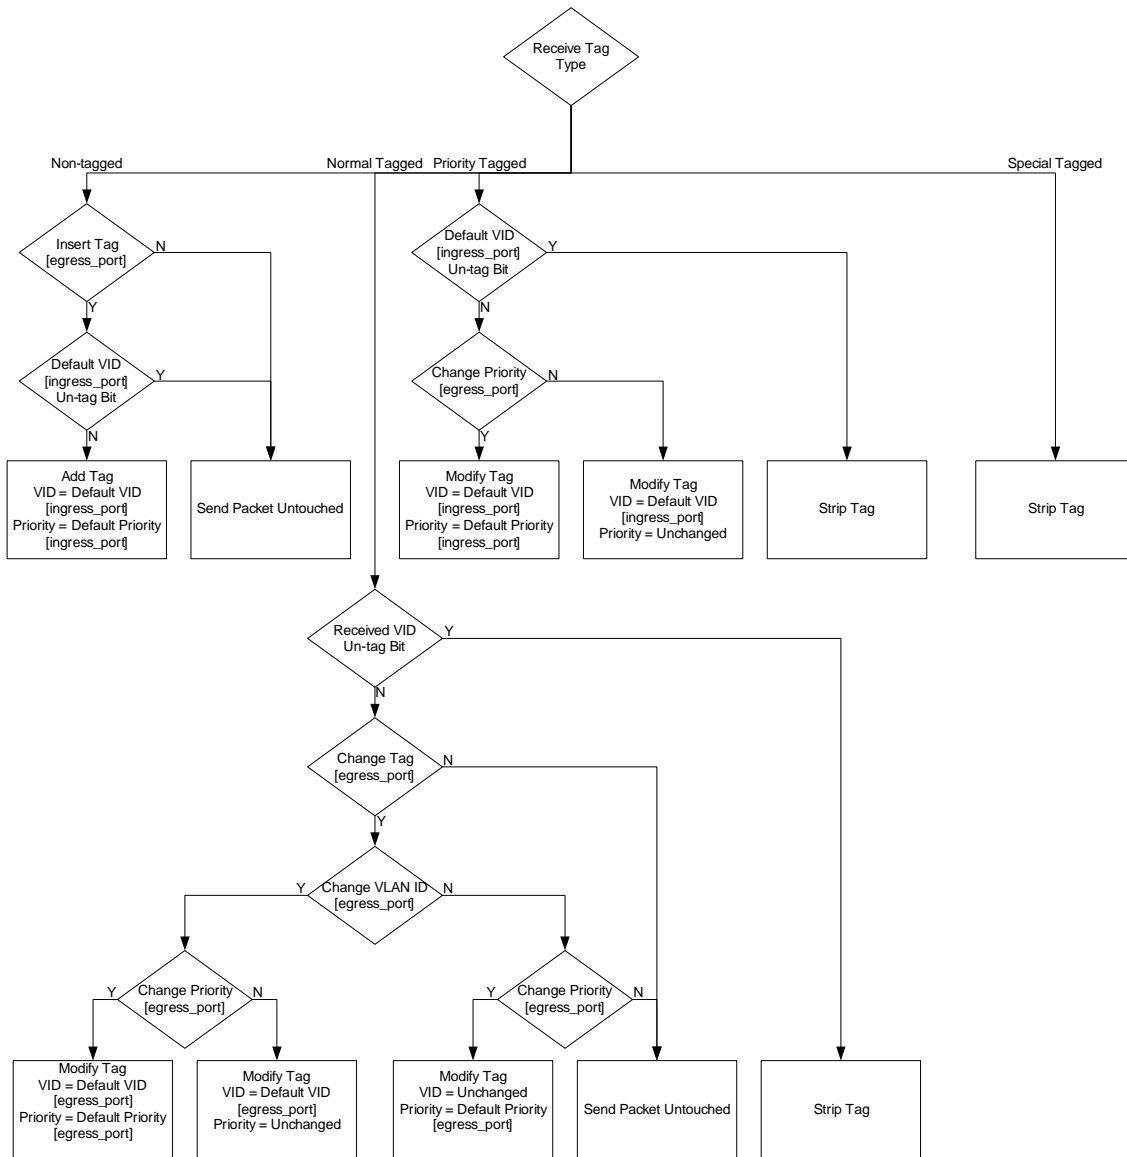 Receive Tag
Type
Non-tagged
Normal Tagged
Priority Tagged
Special Tagged
Insert Tag
[egress_port]
N
Y
Default VID
[ingress_port]
Un-tag Bit
Y
N
Default VID
[ingress_port]
Un-tag Bit
Y
N
Change Priority
[egress_port]
N
Y
Add Tag
VID = Default VID
[ingress_port]
Priority = Default Priority
[ingress_port]
Send Packet Untouched
Modify Tag
VID = Default VID
[ingress_port]
Priority = Default Priority
[ingress_port]
Modify Tag
VID = Default VID
[ingress_port]
Priority = Unchanged
Strip Tag
Strip Tag
Received VID
Un-tag Bit
Y
N
Change Tag
[egress_port]
N
Y
Change VLAN ID
[egress_port]
Y
N
Change Priority
[egress_port]
Y
N
Change Priority
[egress_port]
Y
N
Modify Tag
VID = Default VID
[egress_port]
Priority = Default Priority
[egress_port]
Modify Tag
VID = Default VID
[egress_port]
Priority = Unchanged
Modify Tag
VID = Unchanged
Priority = Default Priority
[egress_port]
Send Packet Untouched
Strip Tag